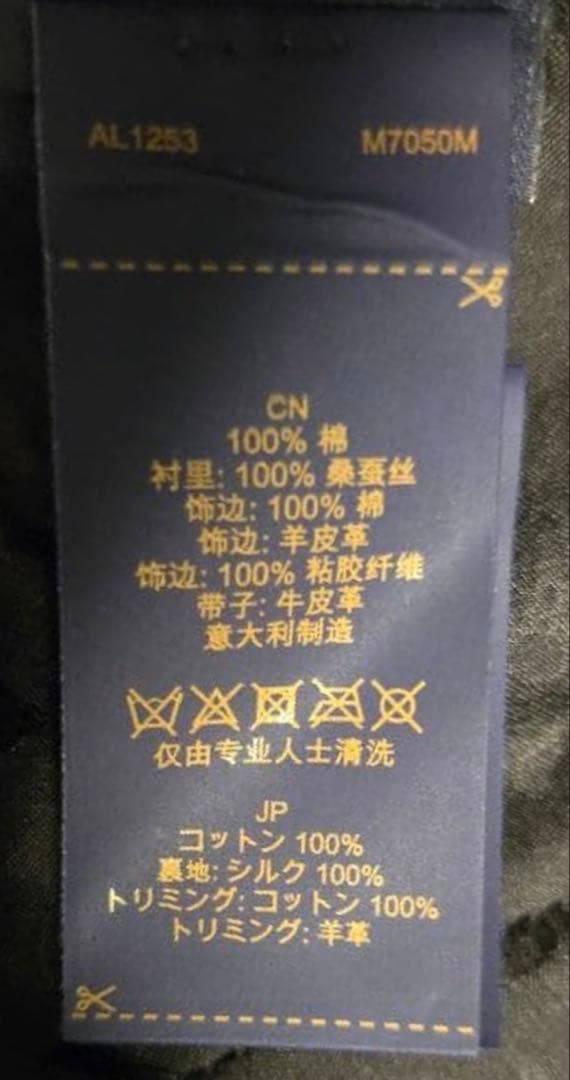 AL1253 M7050M
CN
100% 棉
衬里: 100% 桑蚕丝
饰边: 100% 棉
饰边: 羊皮革
饰边: 100% 粘胶纤维
带子: 牛皮革
意大利制造
仅由专业人士清洗
JP
コットン 100%
裏地: シルク 100%
トリミング: コットン 100%
トリミング: 羊革